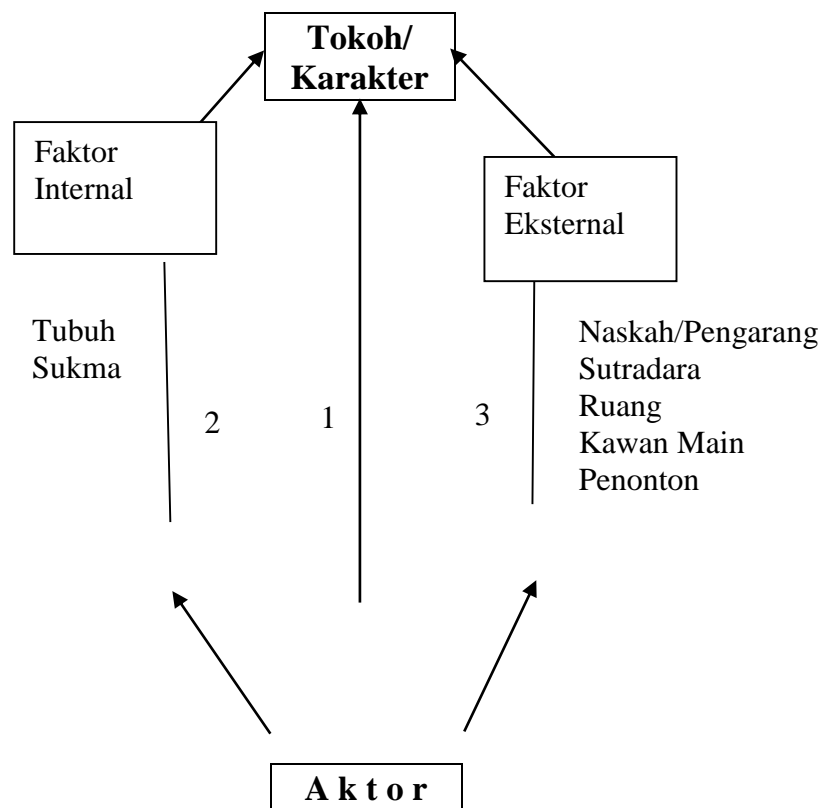 Tokoh/
Karakter
Faktor
Internal
Faktor
Eksternal
Tubuh
Sukma
2
1
3
Naskah/Pengarang
Sutradara
Ruang
Kawan Main
Penonton
A k t o r